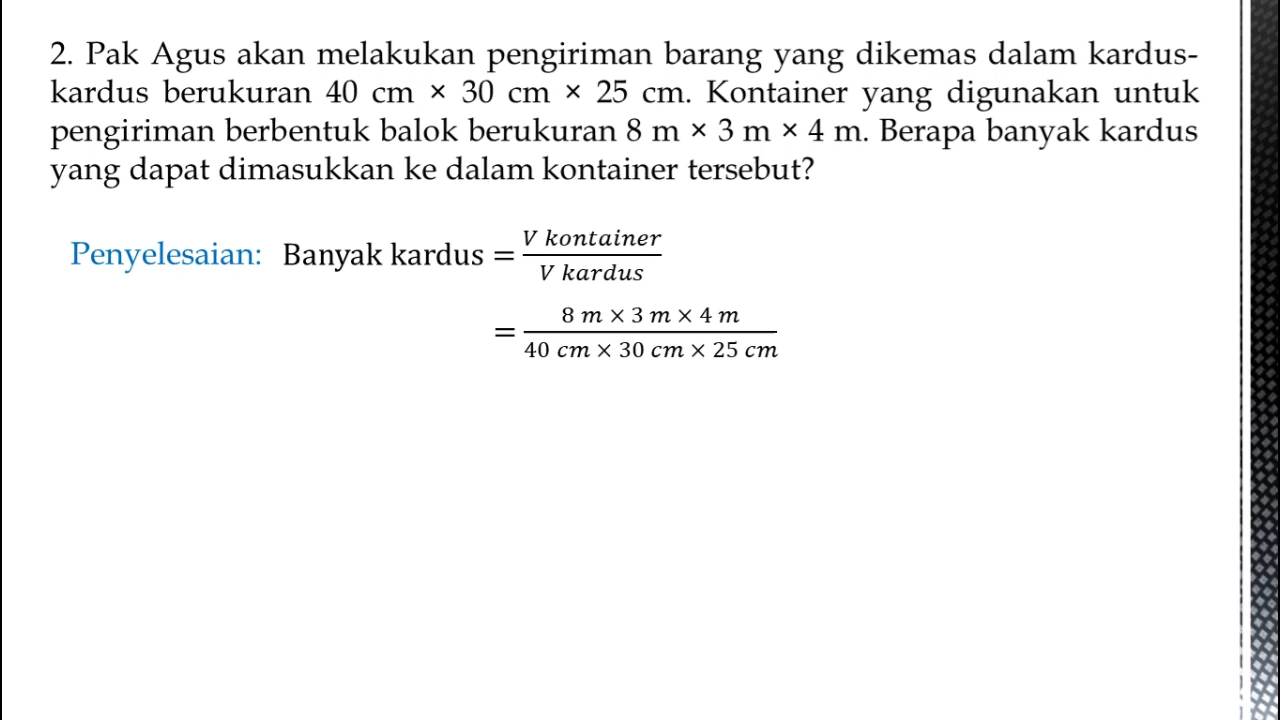 2. Pak Agus akan melakukan pengiriman barang yang dikemas dalam kardus-
kardus berukuran 40 cm × 30 cm × 25 cm. Kontainer yang digunakan untuk
pengiriman berbentuk balok berukuran 8 m × 3 m × 4 m. Berapa banyak kardus
yang dapat dimasukkan ke dalam kontainer tersebut?
Penyelesaian: Banyak kardus = V kontainer / V kardus
= 8 m × 3 m × 4 m / 40 cm × 30 cm × 25 cm